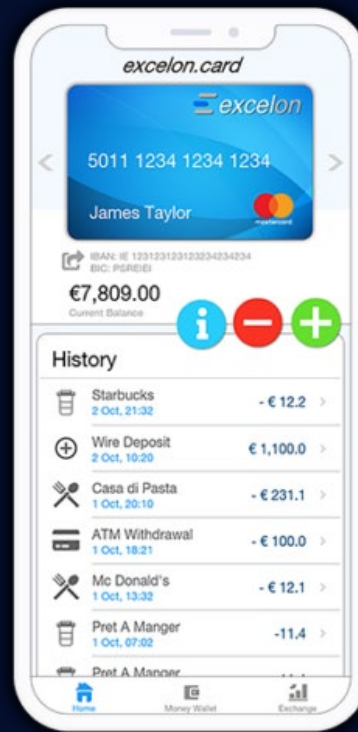 excelon.card
excelon
5011 1234 1234 1234
James Taylor
mastercard
IBAN: IE 123123123123234234234
BIC: PSREIEI
€7,809.00
Current Balance
History
Starbucks
2 Oct, 21:32
- € 12.2
Wire Deposit
2 Oct, 10:20
€ 1,100.0
Casa di Pasta
1 Oct, 20:10
- € 231.1
ATM Withdrawal
1 Oct, 18:21
- € 100.0
Mc Donald's
1 Oct, 13:32
- € 12.1
Pret A Manger
1 Oct, 07:02
-11.4
Pret A Manger
Home
Money Wallet
Exchange